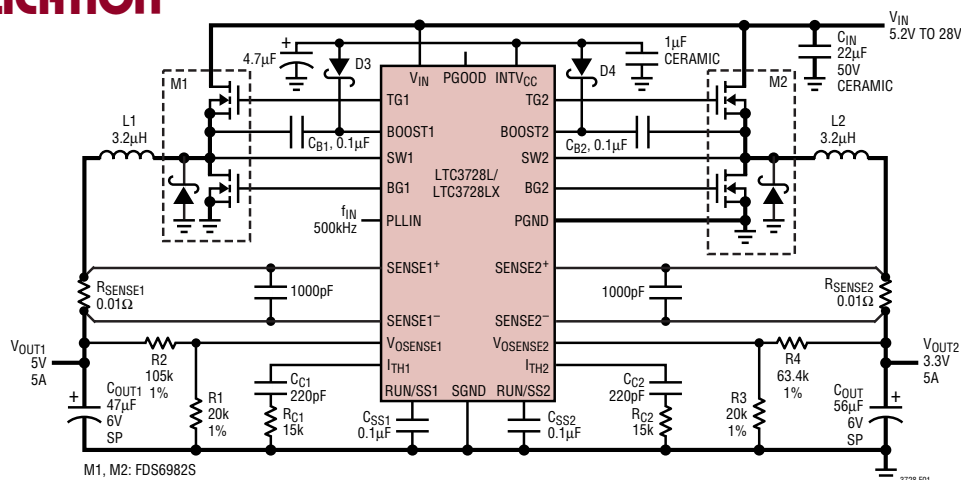 VIN
5.2V TO 28V
CIN
22µF
50V
CERAMIC
4.7µF
D3
1µF
CERAMIC
D4
M1
M2
VIN
PGOOD
INTVCC
TG1
TG2
BOOST1
BOOST2
CB1, 0.1µF
CB2, 0.1µF
L1
3.2µH
L2
3.2µH
SW1
SW2
LTC3728L/
LTC3728LX
BG1
BG2
fIN
500kHz
PLLIN
PGND
SENSE1+
SENSE2+
RSENSE1
0.01Ω
1000pF
1000pF
RSENSE2
0.01Ω
SENSE1–
SENSE2–
VOSENSE1
VOSENSE2
VOUT1
5V
5A
R2
105k
1%
ITH1
ITH2
R4
63.4k
1%
VOUT2
3.3V
5A
COUT1
47µF
6V
SP
R1
20k
1%
CC1
220pF
RC1
15k
RUN/SS1
SGND
RUN/SS2
CSS1
0.1µF
CSS2
0.1µF
CC2
220pF
RC2
15k
R3
20k
1%
COUT
56µF
6V
SP
M1, M2: FDS6982S
3728 F01